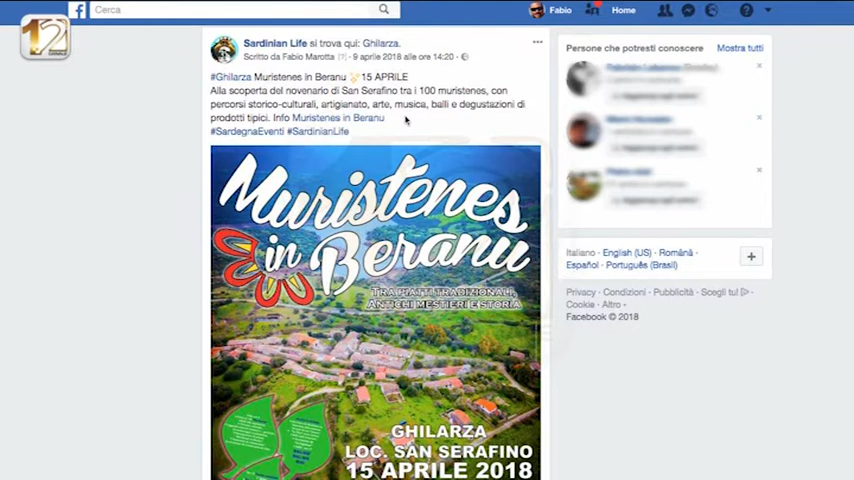 12
f Cerca
Fabio Home
Sardinian Life si trova qui: Ghilarza.
Scritto da Fabio Marotta [?] · 9 aprile 2018 alle ore 14:20 ·
#Ghilarza Muristenes in Beranu 15 APRILE
Alla scoperta del novenario di San Serafino tra i 100 muristenes, con
percorsi storico-culturali, artigianato, arte, musica, balli e degustazioni di
prodotti tipici. Info Muristenes in Beranu
#SardegnaEventi #SardinianLife
Muristenes
in Beranu
TRA PIATTI TRADIZIONALI,
ANTICHI MESTIERI E STORIA
GHILARZA
LOC. SAN SERAFINO
15 APRILE 2018
Persone che potresti conoscere Mostra tutti
Italiano · English (US) · Română ·
Español · Português (Brasil)
Privacy · Condizioni · Pubblicità · Scegli tu! ·
Cookie · Altro
Facebook © 2018